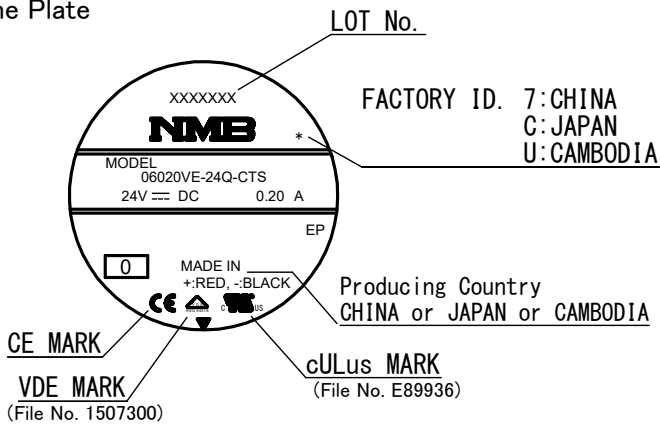 ne Plate
LOT No.
XXXXXXX
NMB
*
FACTORY ID. 7:CHINA
C:JAPAN
U:CAMBODIA
MODEL
06020VE-24Q-CTS
24V ⎓ DC 0.20 A
EP
0
MADE IN
+:RED, -:BLACK
Producing Country
CHINA or JAPAN or CAMBODIA
CE
c US
CE MARK
VDE MARK
(File No. 1507300)
cULus MARK
(File No. E89936)